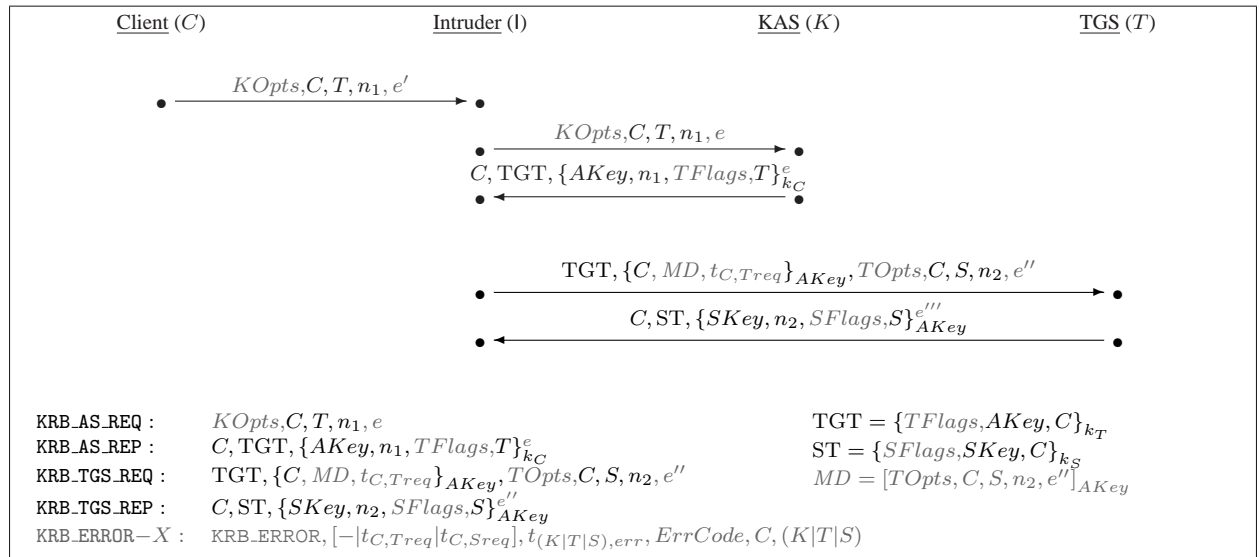 Client (C) Intruder (I) KAS (K) TGS (T)
KOpts,C, T, n₁, e′
KOpts,C, T, n₁, e
C, TGT, {AKey, n₁, TFlags,T}ᵉ_{k_C}
TGT, {C, MD, t_{C,Treq}}_{AKey}, TOpts,C, S, n₂, e″
C, ST, {SKey, n₂, SFlags,S}^{e‴}_{AKey}
KRB_AS_REQ : KOpts,C, T, n₁, e TGT = {TFlags,AKey, C}_{k_T}
KRB_AS_REP : C, TGT, {AKey, n₁, TFlags,T}ᵉ_{k_C} ST = {SFlags,SKey, C}_{k_S}
KRB_TGS_REQ : TGT, {C, MD, t_{C,Treq}}_{AKey}, TOpts,C, S, n₂, e″ MD = [TOpts, C, S, n₂, e″]_{AKey}
KRB_TGS_REP : C, ST, {SKey, n₂, SFlags,S}^{e″}_{AKey}
KRB_ERROR−X : KRB_ERROR, [−|t_{C,Treq}|t_{C,Sreq}], t_{(K|T|S),err}, ErrCode, C, (K|T|S)